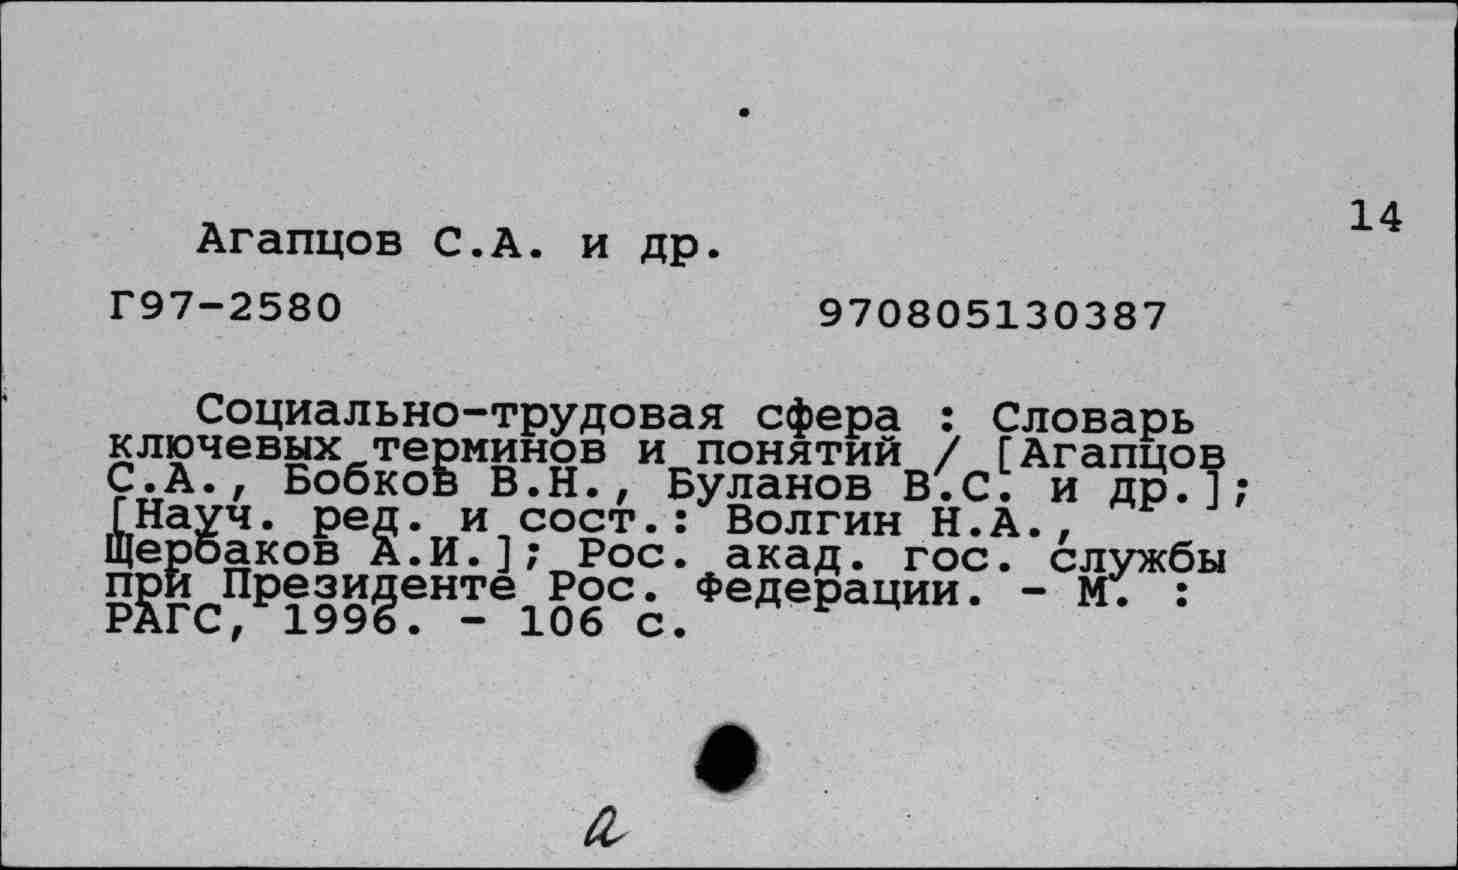 14
Агапцов С.А. и др.
Г97-2580 970805130387
Социально-трудовая сфера : Словарь
ключевых терминов и понятий / [Агапцов
С.А., Бобков В.Н., Буланов В.С. и др.];
[Науч. ред. и сост.: Волгин Н.А.,
Щербаков А.И.]; Рос. акад. гос. службы
при Президенте Рос. Федерации. - М. :
РАГС, 1996. - 106 с.
а